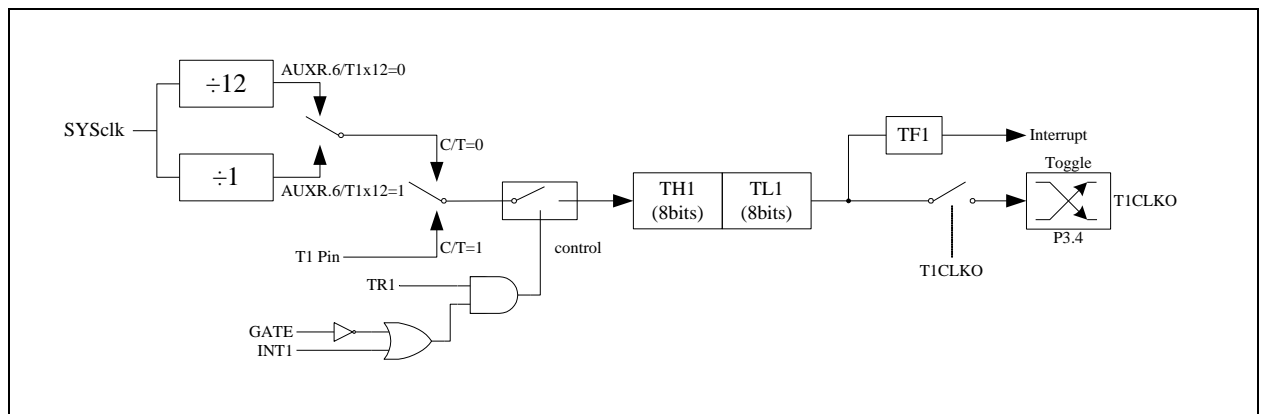 ÷12
AUXR.6/T1x12=0
SYSclk
÷1
AUXR.6/T1x12=1
C/T=0
C/T=1
T1 Pin
control
TR1
GATE
INT1
TH1
(8bits)
TL1
(8bits)
TF1
Interrupt
Toggle
T1CLKO
P3.4
T1CLKO